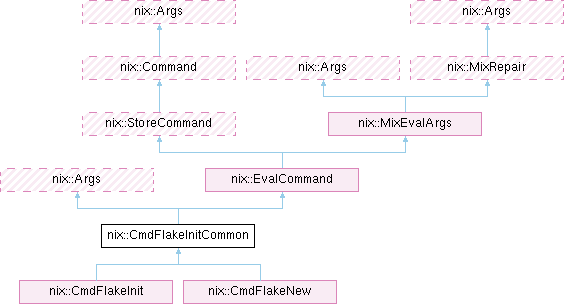 nix::Args
nix::Args
nix::Command
nix::Args
nix::MixRepair
nix::StoreCommand
nix::MixEvalArgs
nix::Args
nix::EvalCommand
nix::CmdFlakeInitCommon
nix::CmdFlakeInit
nix::CmdFlakeNew